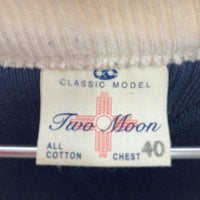 CLASSIC MODEL
Two Moon
ALL
COTTON CHEST 40